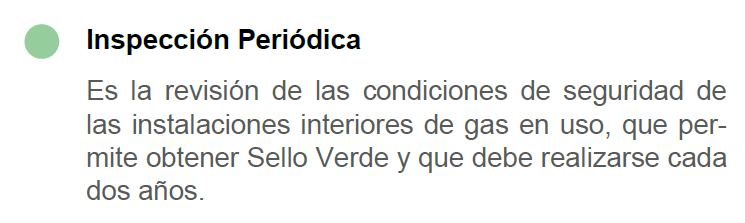 Inspección Periódica
Es la revisión de las condiciones de seguridad de
las instalaciones interiores de gas en uso, que per-
mite obtener Sello Verde y que debe realizarse cada
dos años.